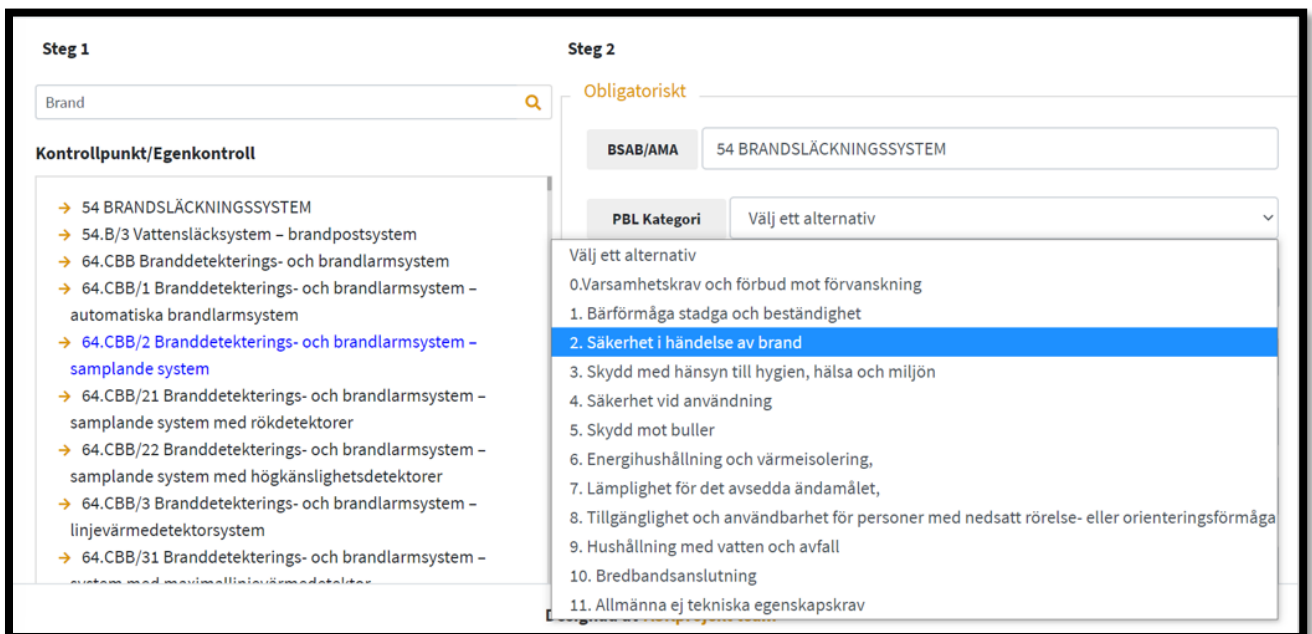 Steg 1
Brand
Kontrollpunkt/Egenkontroll
→ 54 BRANDSLÄCKNINGSSYSTEM
→ 54.B/3 Vattensläcksystem – brandpostsystem
→ 64.CBB Branddetekterings- och brandlarmsystem
→ 64.CBB/1 Branddetekterings- och brandlarmsystem –
automatiska brandlarmsystem
→ 64.CBB/2 Branddetekterings- och brandlarmsystem –
samplande system
→ 64.CBB/21 Branddetekterings- och brandlarmsystem –
samplande system med rökdetektorer
→ 64.CBB/22 Branddetekterings- och brandlarmsystem –
samplande system med högkänslighetsdetektorer
→ 64.CBB/3 Branddetekterings- och brandlarmsystem –
linjevärmedetektorsystem
→ 64.CBB/31 Branddetekterings- och brandlarmsystem –
system med maximallinjevärmedetektor
Steg 2
Obligatoriskt
BSAB/AMA 54 BRANDSLÄCKNINGSSYSTEM
PBL Kategori Välj ett alternativ
Välj ett alternativ
0.Varsamhetskrav och förbud mot förvanskning
1. Bärförmåga stadga och beständighet
2. Säkerhet i händelse av brand
3. Skydd med hänsyn till hygien, hälsa och miljön
4. Säkerhet vid användning
5. Skydd mot buller
6. Energihushållning och värmeisolering,
7. Lämplighet för det avsedda ändamålet,
8. Tillgänglighet och användbarhet för personer med nedsatt rörelse- eller orienteringsförmåga
9. Hushållning med vatten och avfall
10. Bredbandsanslutning
11. Allmänna ej tekniska egenskapskrav